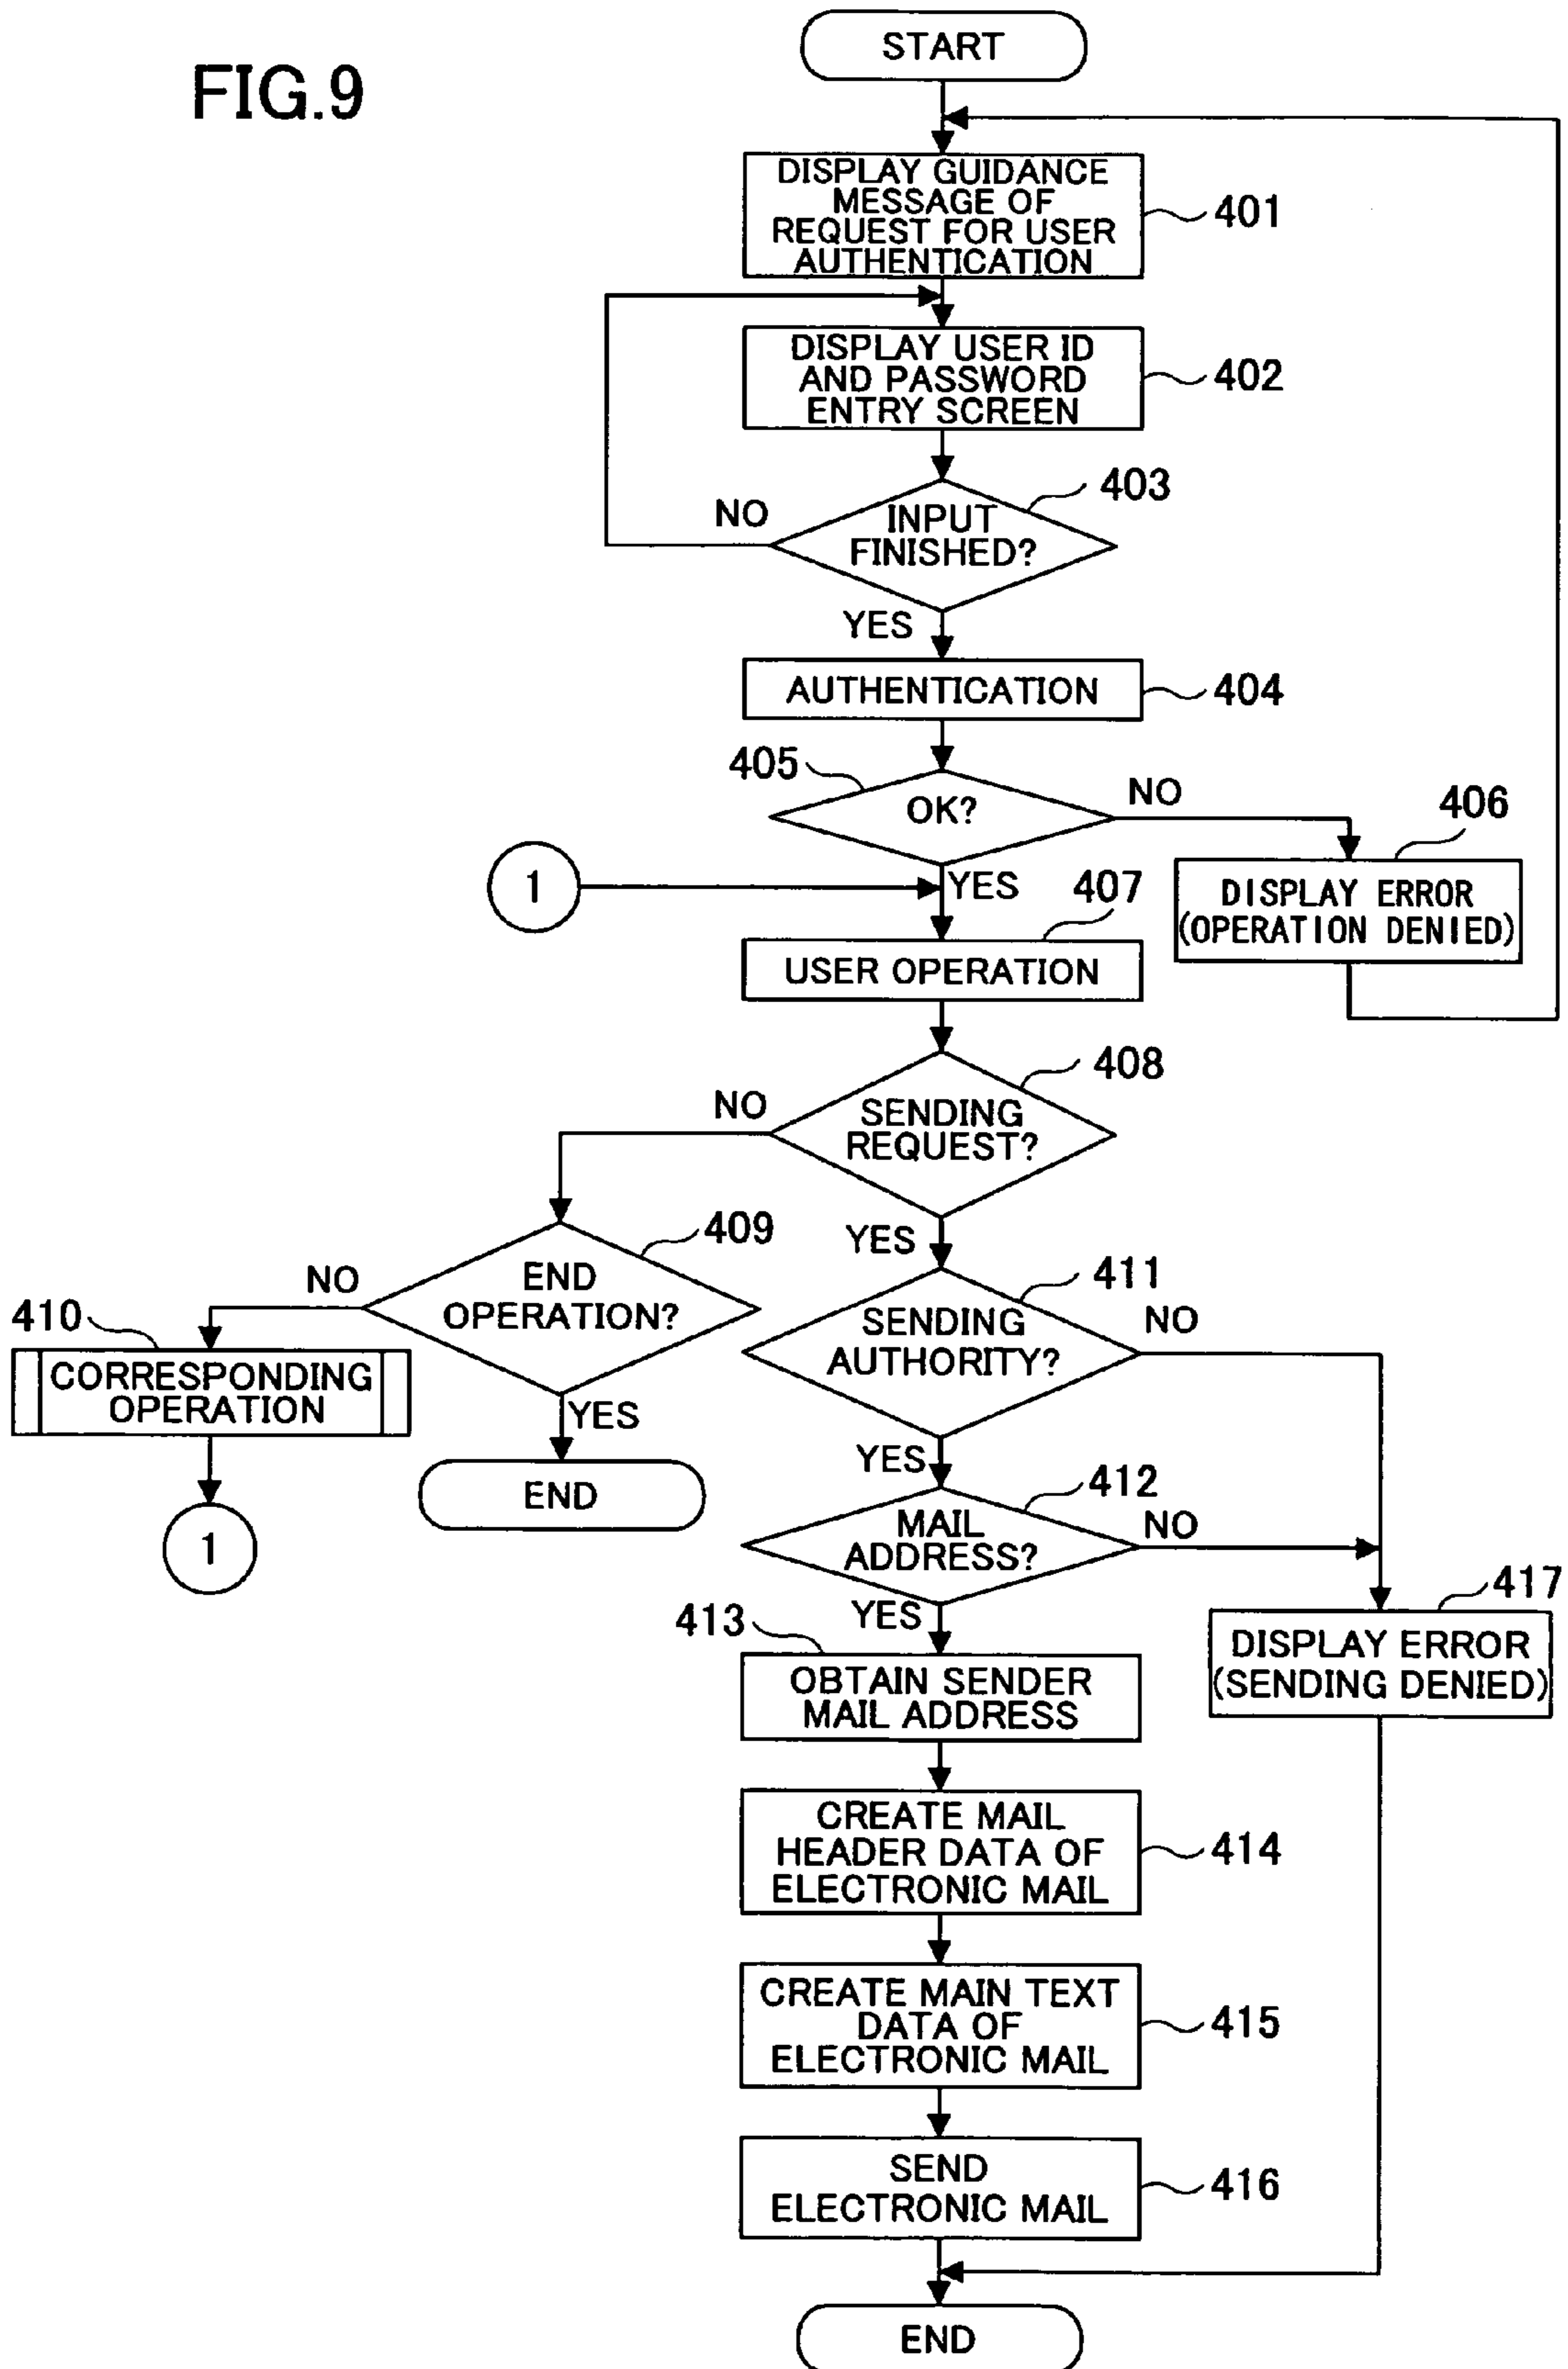 FIG.9
START
DISPLAY GUIDANCE
MESSAGE OF
REQUEST FOR USER
AUTHENTICATION
401
DISPLAY USER ID
AND PASSWORD
ENTRY SCREEN
402
403
NO
INPUT
FINISHED?
YES
AUTHENTICATION
404
405
OK?
NO
406
DISPLAY ERROR
(OPERATION DENIED)
1
YES
407
USER OPERATION
408
NO
SENDING
REQUEST?
YES
409
NO
END
OPERATION?
410
CORRESPONDING
OPERATION
YES
END
1
411
SENDING
AUTHORITY?
NO
YES
412
MAIL
ADDRESS?
NO
YES
417
DISPLAY ERROR
(SENDING DENIED)
413
OBTAIN SENDER
MAIL ADDRESS
CREATE MAIL
HEADER DATA OF
ELECTRONIC MAIL
414
CREATE MAIN TEXT
DATA OF
ELECTRONIC MAIL
415
SEND
ELECTRONIC MAIL
416
END